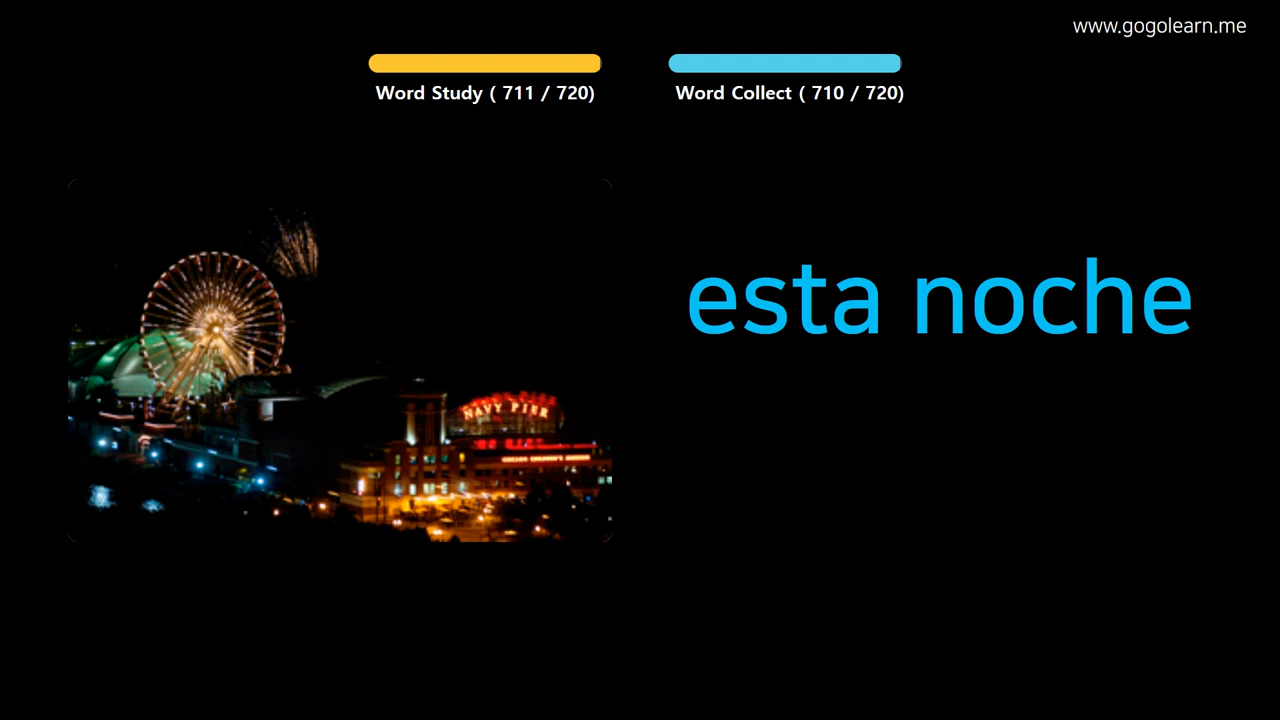 www.gogolearn.me
Word Study ( 711 / 720)
Word Collect ( 710 / 720)
esta noche
NAVY PIER